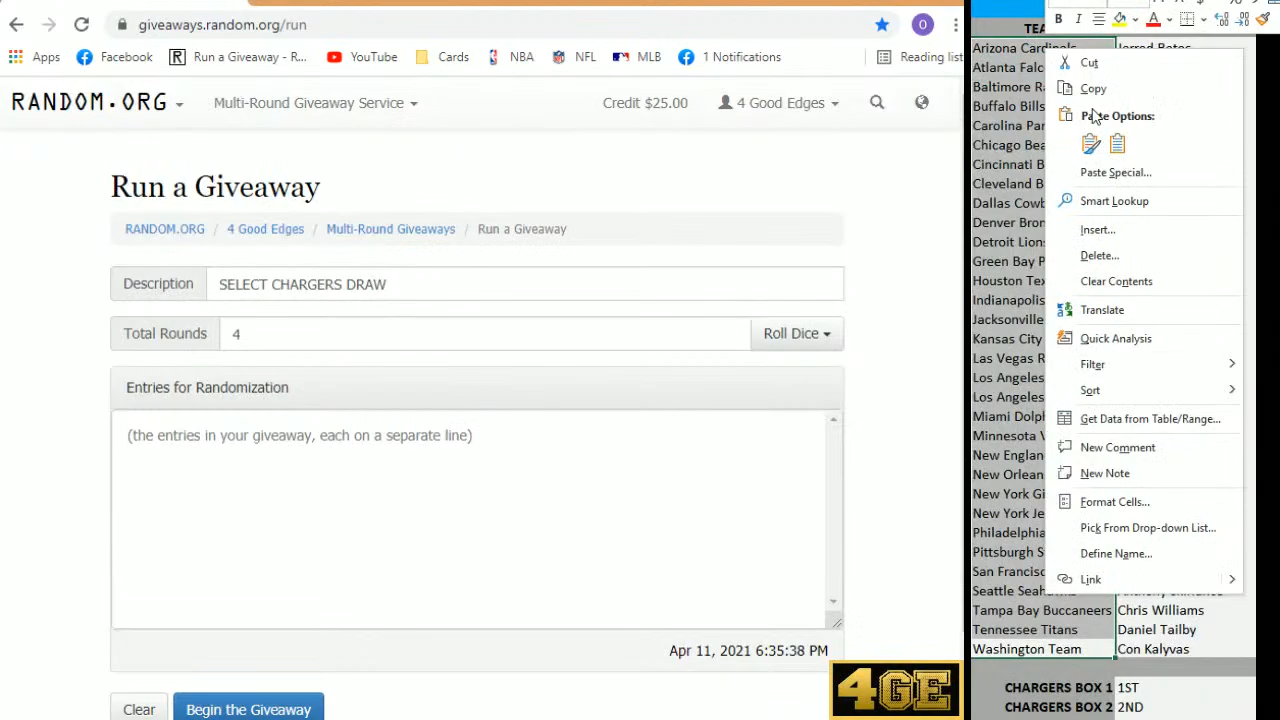 giveaways.random.org/run
O
Apps
Facebook
R
Run a Giveaway - R...
YouTube
Cards
NBA
NFL
MLB
1 Notifications
Reading list
RANDOM.ORG
Multi-Round Giveaway Service
Credit $25.00
4 Good Edges
Run a Giveaway
RANDOM.ORG / 4 Good Edges / Multi-Round Giveaways / Run a Giveaway
Description SELECT CHARGERS DRAW
Total Rounds 4 Roll Dice
Entries for Randomization
(the entries in your giveaway, each on a separate line)
Apr 11, 2021 6:35:38 PM
4GE
Clear Begin the Giveaway
B I A
TEA
Arizona Cardinals
Atlanta Falc
Baltimore Ra
Buffalo Bills
Carolina Pan
Chicago Bea
Cincinnati B
Cleveland B
Dallas Cowb
Denver Bron
Detroit Lions
Green Bay P
Houston Tex
Indianapolis
Jacksonville
Kansas City
Las Vegas R
Los Angeles
Los Angeles
Miami Dolph
Minnesota V
New Englan
New Orlean
New York Gi
New York Je
Philadelphia
Pittsburgh S
San Francisc
Seattle Seahawks
Tampa Bay Buccaneers Chris Williams
Tennessee Titans Daniel Tailby
Washington Team Con Kalyvas
CHARGERS BOX 1 1ST
CHARGERS BOX 2 2ND
Cut
Copy
Paste Options:
Paste Special...
Smart Lookup
Insert...
Delete...
Clear Contents
Translate
Quick Analysis
Filter
Sort
Get Data from Table/Range...
New Comment
New Note
Format Cells...
Pick From Drop-down List...
Define Name...
Link